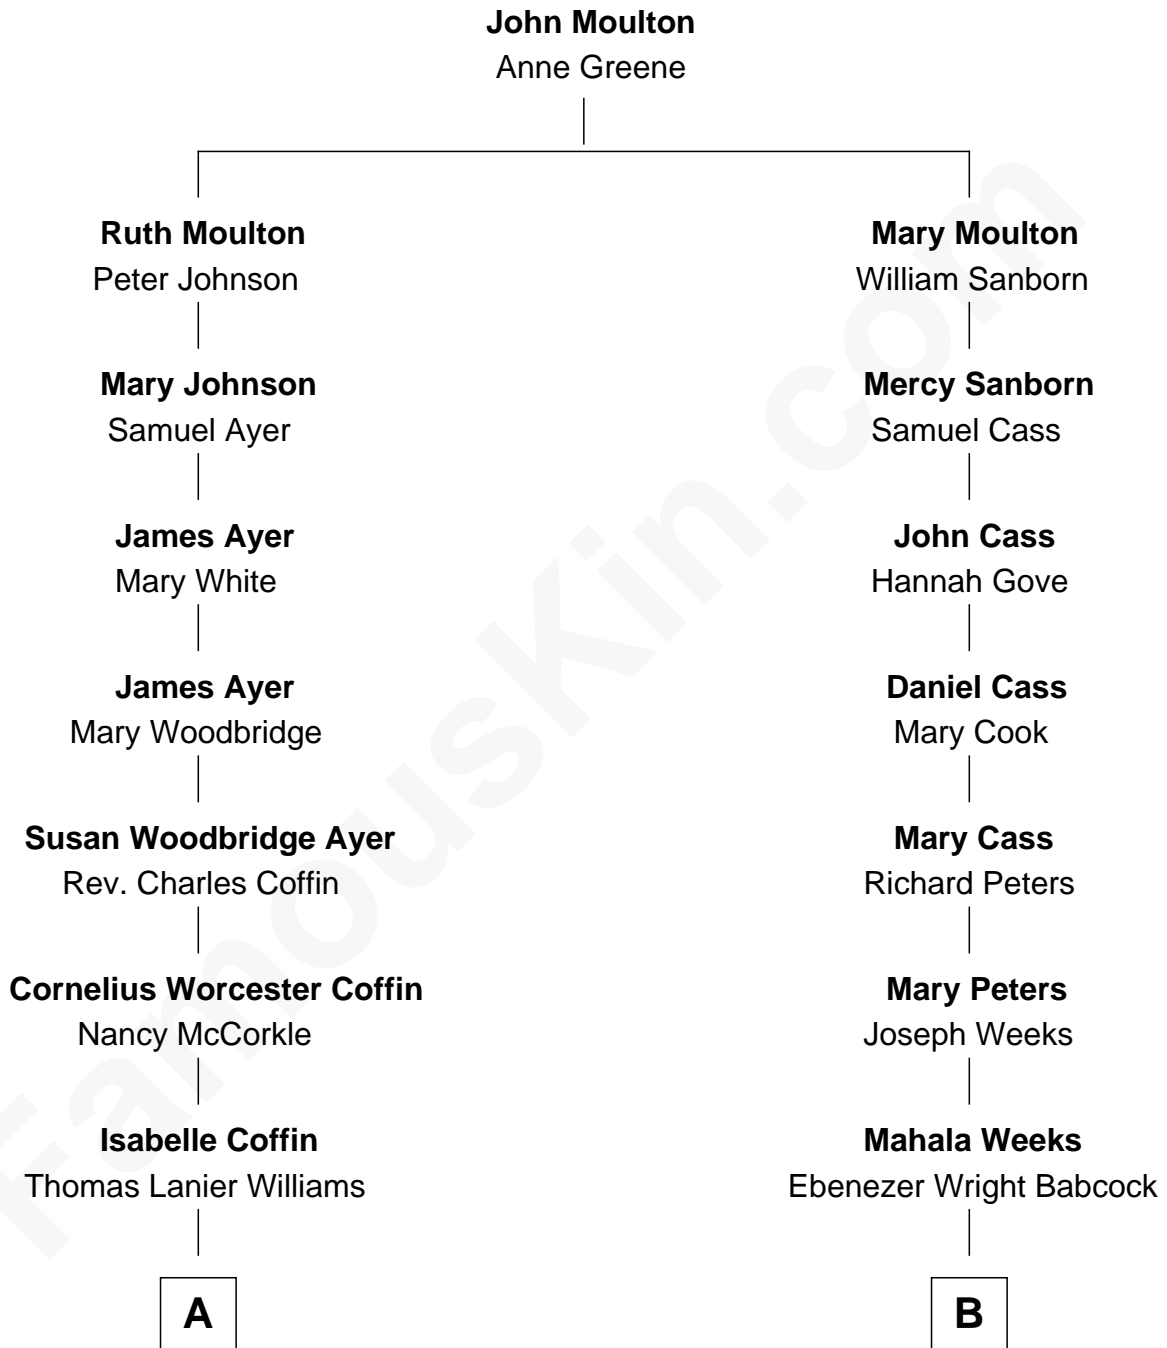 John Moulton
Anne Greene
Ruth Moulton
Peter Johnson
Mary Moulton
William Sanborn
Mary Johnson
Samuel Ayer
Mercy Sanborn
Samuel Cass
James Ayer
Mary White
John Cass
Hannah Gove
James Ayer
Mary Woodbridge
Daniel Cass
Mary Cook
Susan Woodbridge Ayer
Rev. Charles Coffin
Mary Cass
Richard Peters
Cornelius Worcester Coffin
Nancy McCorkle
Mary Peters
Joseph Weeks
Isabelle Coffin
Thomas Lanier Williams
Mahala Weeks
Ebenezer Wright Babcock
A
B
FamousKin.com